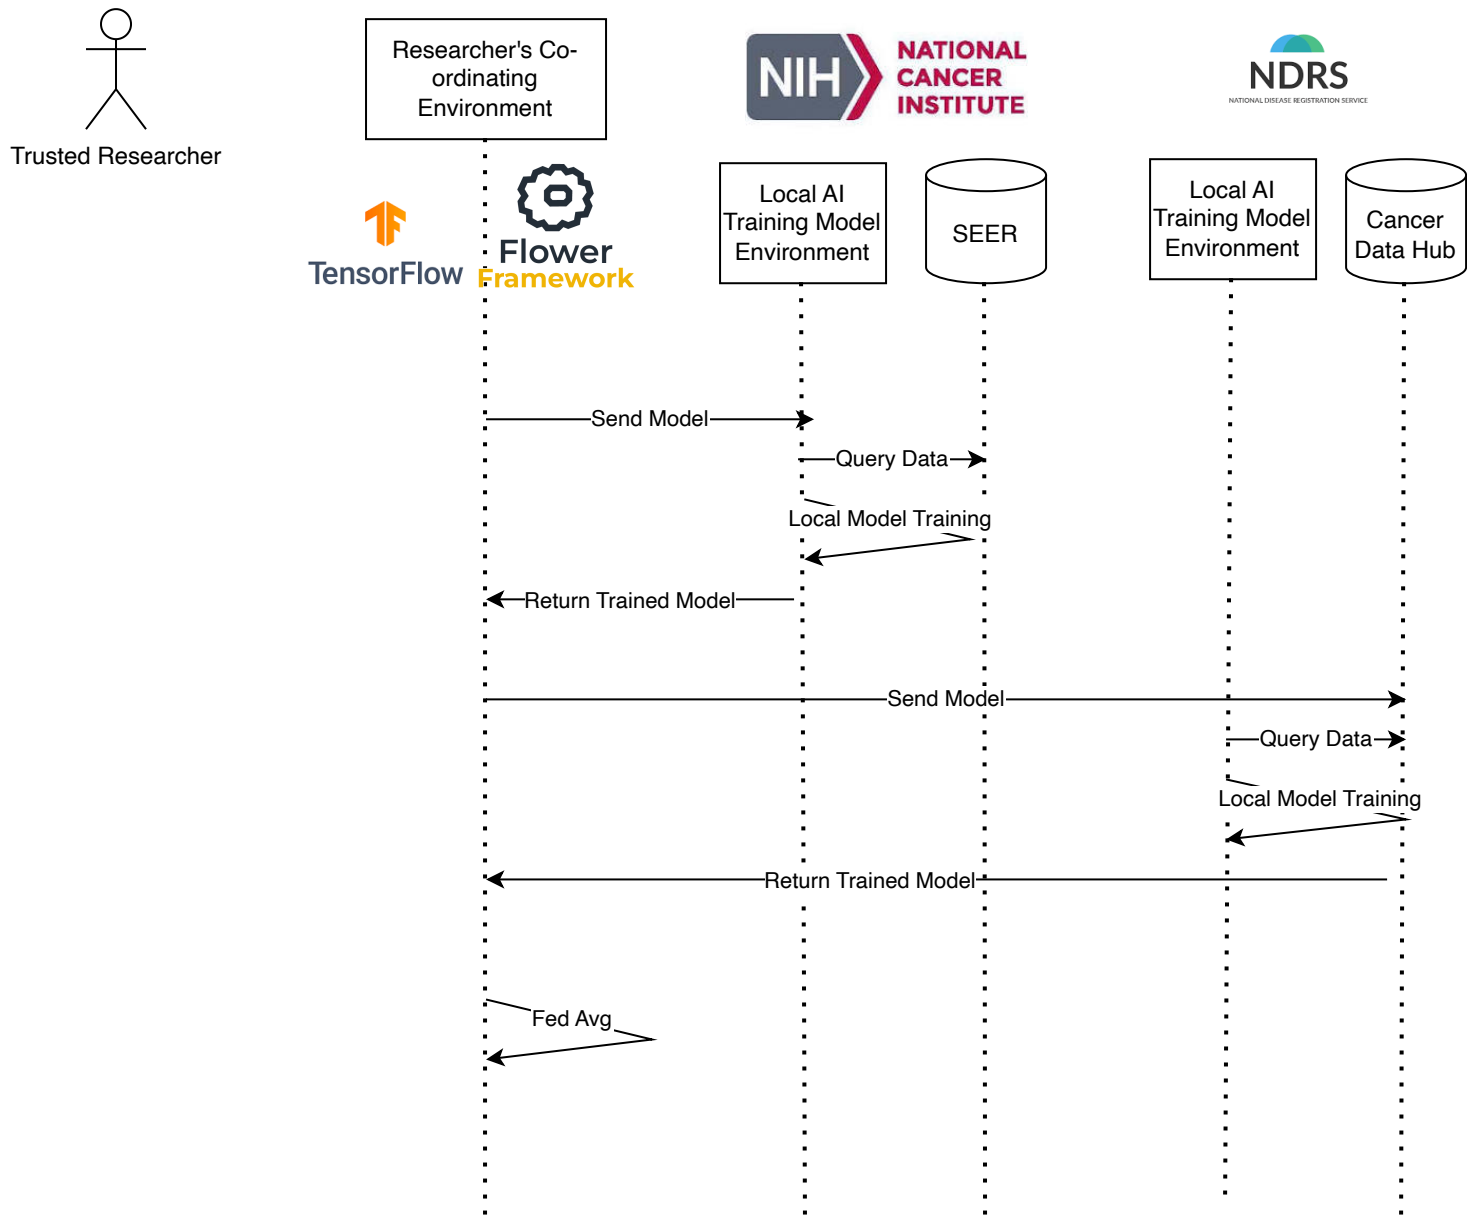 Trusted Researcher
Researcher's Co-
ordinating
Environment
TensorFlow
Flower
Framework
NIH
NATIONAL
CANCER
INSTITUTE
NDRS
NATIONAL DISEASE REGISTRATION SERVICE
Local AI
Training Model
Environment
SEER
Local AI
Training Model
Environment
Cancer
Data Hub
Send Model
Query Data
Local Model Training
Return Trained Model
Send Model
Query Data
Local Model Training
Return Trained Model
Fed Avg